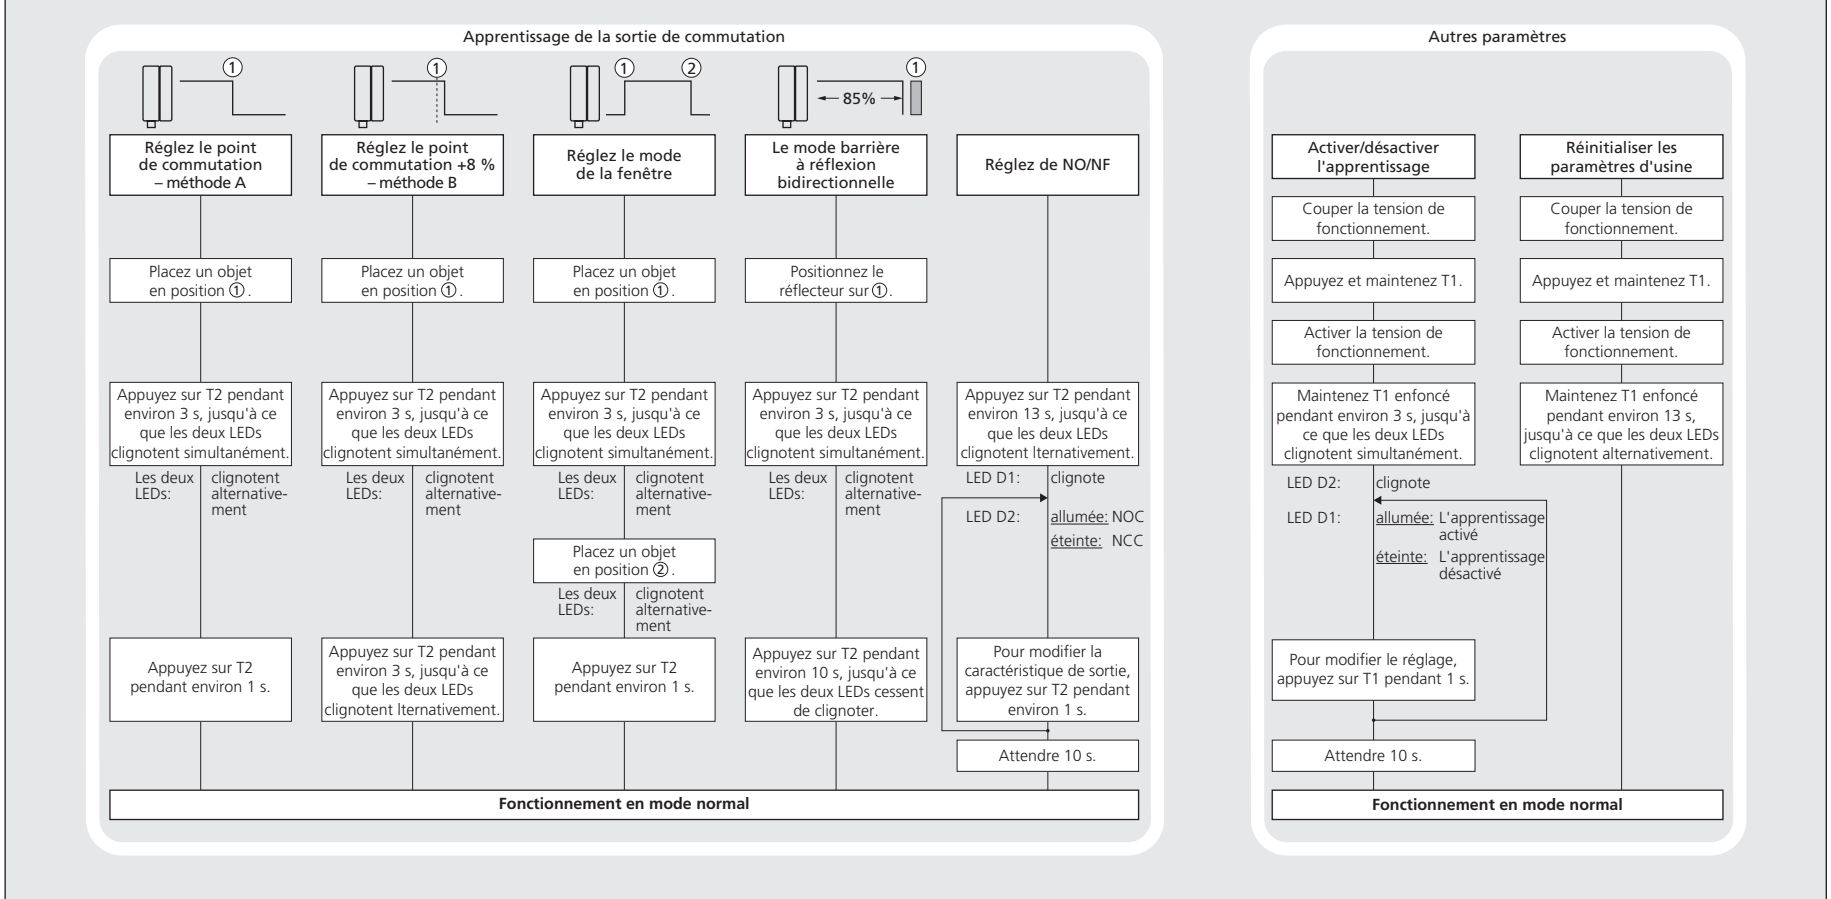 Apprentissage de la sortie de commutation
① ① ① ② ①
85%
Réglez le point
de commutation
– méthode A
Placez un objet
en position ①.
Appuyez sur T2 pendant
environ 3 s, jusqu'à ce
que les deux LEDs
clignotent simultanément.
Les deux
LEDs:
clignotent
alternative-
ment
Appuyez sur T2
pendant environ 1 s.
Réglez le point
de commutation +8 %
– méthode B
Placez un objet
en position ①.
Appuyez sur T2 pendant
environ 3 s, jusqu'à ce
que les deux LEDs
clignotent simultanément.
Les deux
LEDs:
clignotent
alternative-
ment
Appuyez sur T2 pendant
environ 3 s, jusqu'à ce
que les deux LEDs
clignotent lternativement.
Réglez le mode
de la fenêtre
Placez un objet
en position ①.
Appuyez sur T2 pendant
environ 3 s, jusqu'à ce
que les deux LEDs
clignotent simultanément.
Les deux
LEDs:
clignotent
alternative-
ment
Placez un objet
en position ②.
Les deux
LEDs:
clignotent
alternative-
ment
Appuyez sur T2
pendant environ 1 s.
Le mode barrière
à réflexion
bidirectionnelle
Positionnez le
réflecteur sur ①.
Appuyez sur T2 pendant
environ 3 s, jusqu'à ce
que les deux LEDs
clignotent simultanément.
Les deux
LEDs:
clignotent
alternative-
ment
Appuyez sur T2 pendant
environ 10 s, jusqu'à ce
que les deux LEDs cessent
de clignoter.
Réglez de NO/NF
Appuyez sur T2 pendant
environ 13 s, jusqu'à ce
que les deux LEDs
clignotent lternativement.
LED D1: clignote
LED D2: allumée: NOC
éteinte: NCC
Pour modifier la
caractéristique de sortie,
appuyez sur T2 pendant
environ 1 s.
Attendre 10 s.
Fonctionnement en mode normal
Autres paramètres
Activer/désactiver
l'apprentissage
Couper la tension de
fonctionnement.
Appuyez et maintenez T1.
Activer la tension de
fonctionnement.
Maintenez T1 enfoncé
pendant environ 3 s, jusqu'à
ce que les deux LEDs
clignotent simultanément.
LED D2: clignote
LED D1: allumée: L'apprentissage
activé
éteinte: L'apprentissage
désactivé
Pour modifier le réglage,
appuyez sur T1 pendant 1 s.
Attendre 10 s.
Réinitialiser les
paramètres d'usine
Couper la tension de
fonctionnement.
Appuyez et maintenez T1.
Activer la tension de
fonctionnement.
Maintenez T1 enfoncé
pendant environ 13 s,
jusqu'à ce que les deux LEDs
clignotent alternativement.
Fonctionnement en mode normal